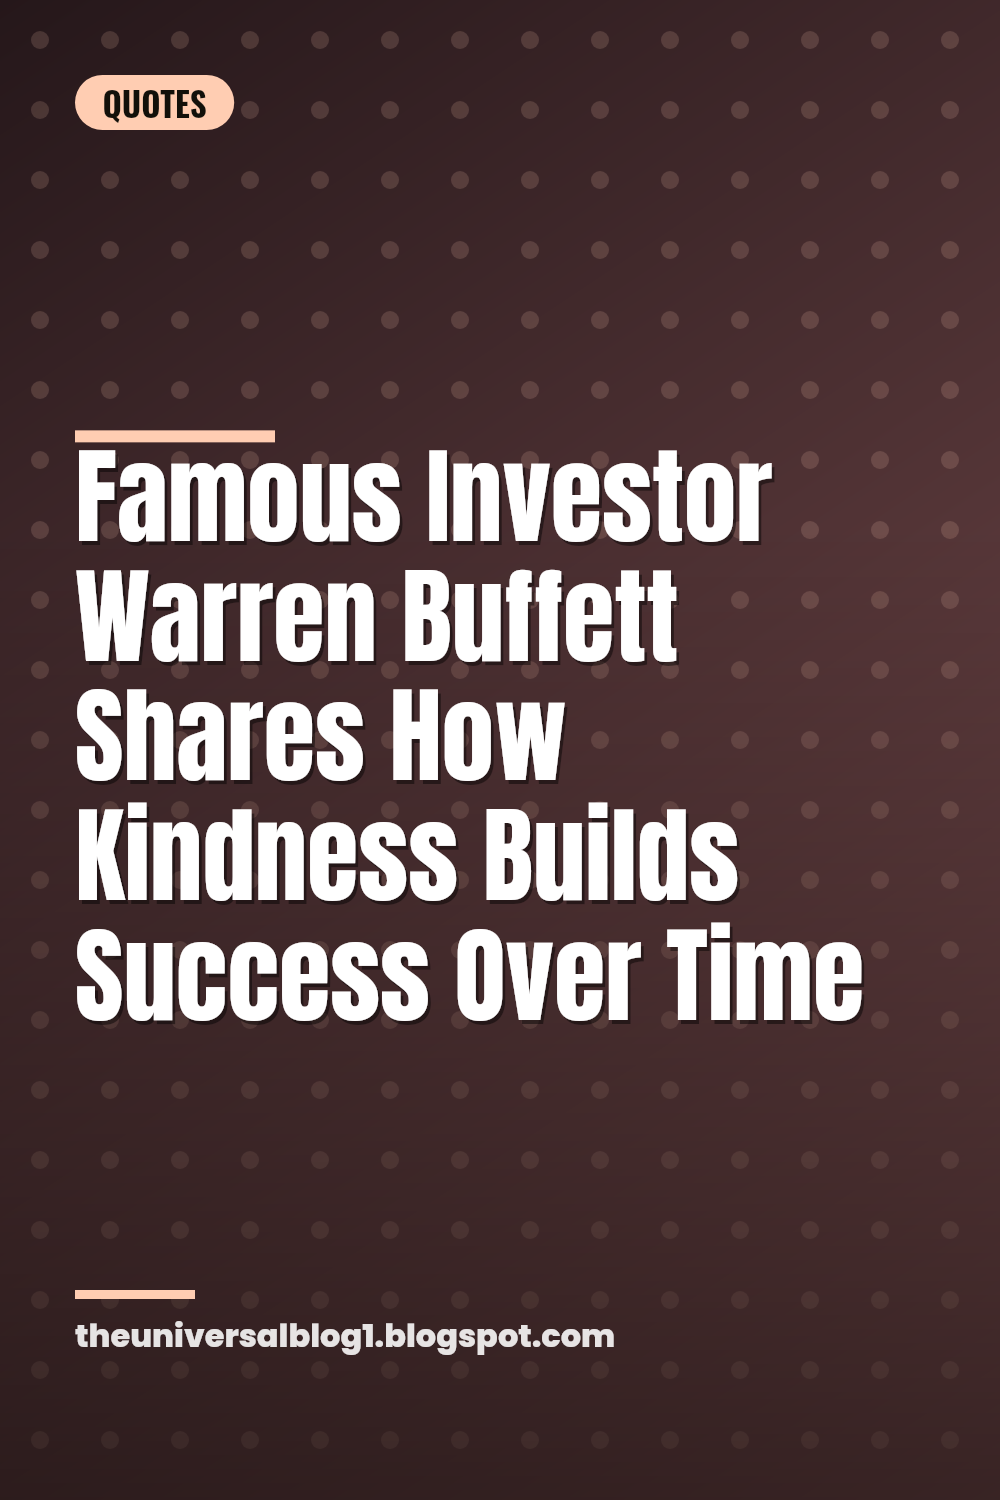 QUOTES
Famous Investor
Warren Buffett
Shares How
Kindness Builds
Success Over Time
theuniversalblog1.blogspot.com